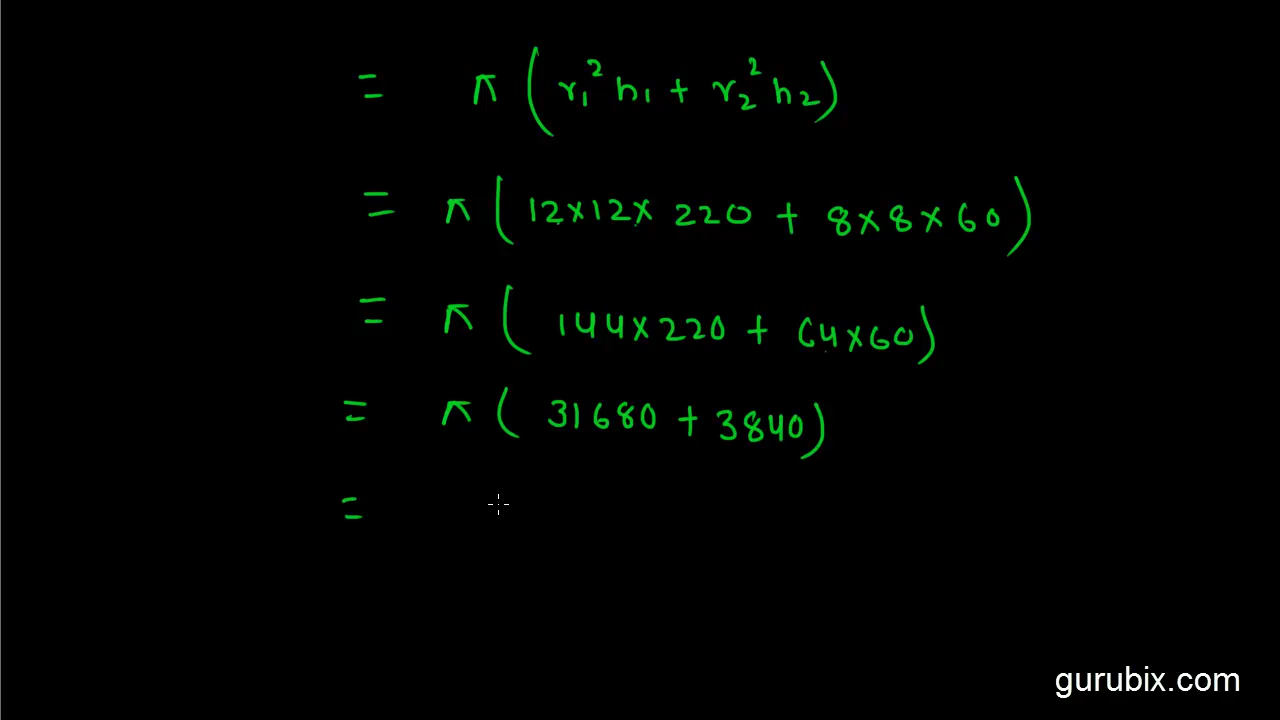 = π (r₁² h₁ + r₂² h₂)
= π ( 12 × 12 × 220 + 8 × 8 × 60 )
= π ( 144 × 220 + 64 × 60 )
= π ( 31680 + 3840 )
=
gurubix.com